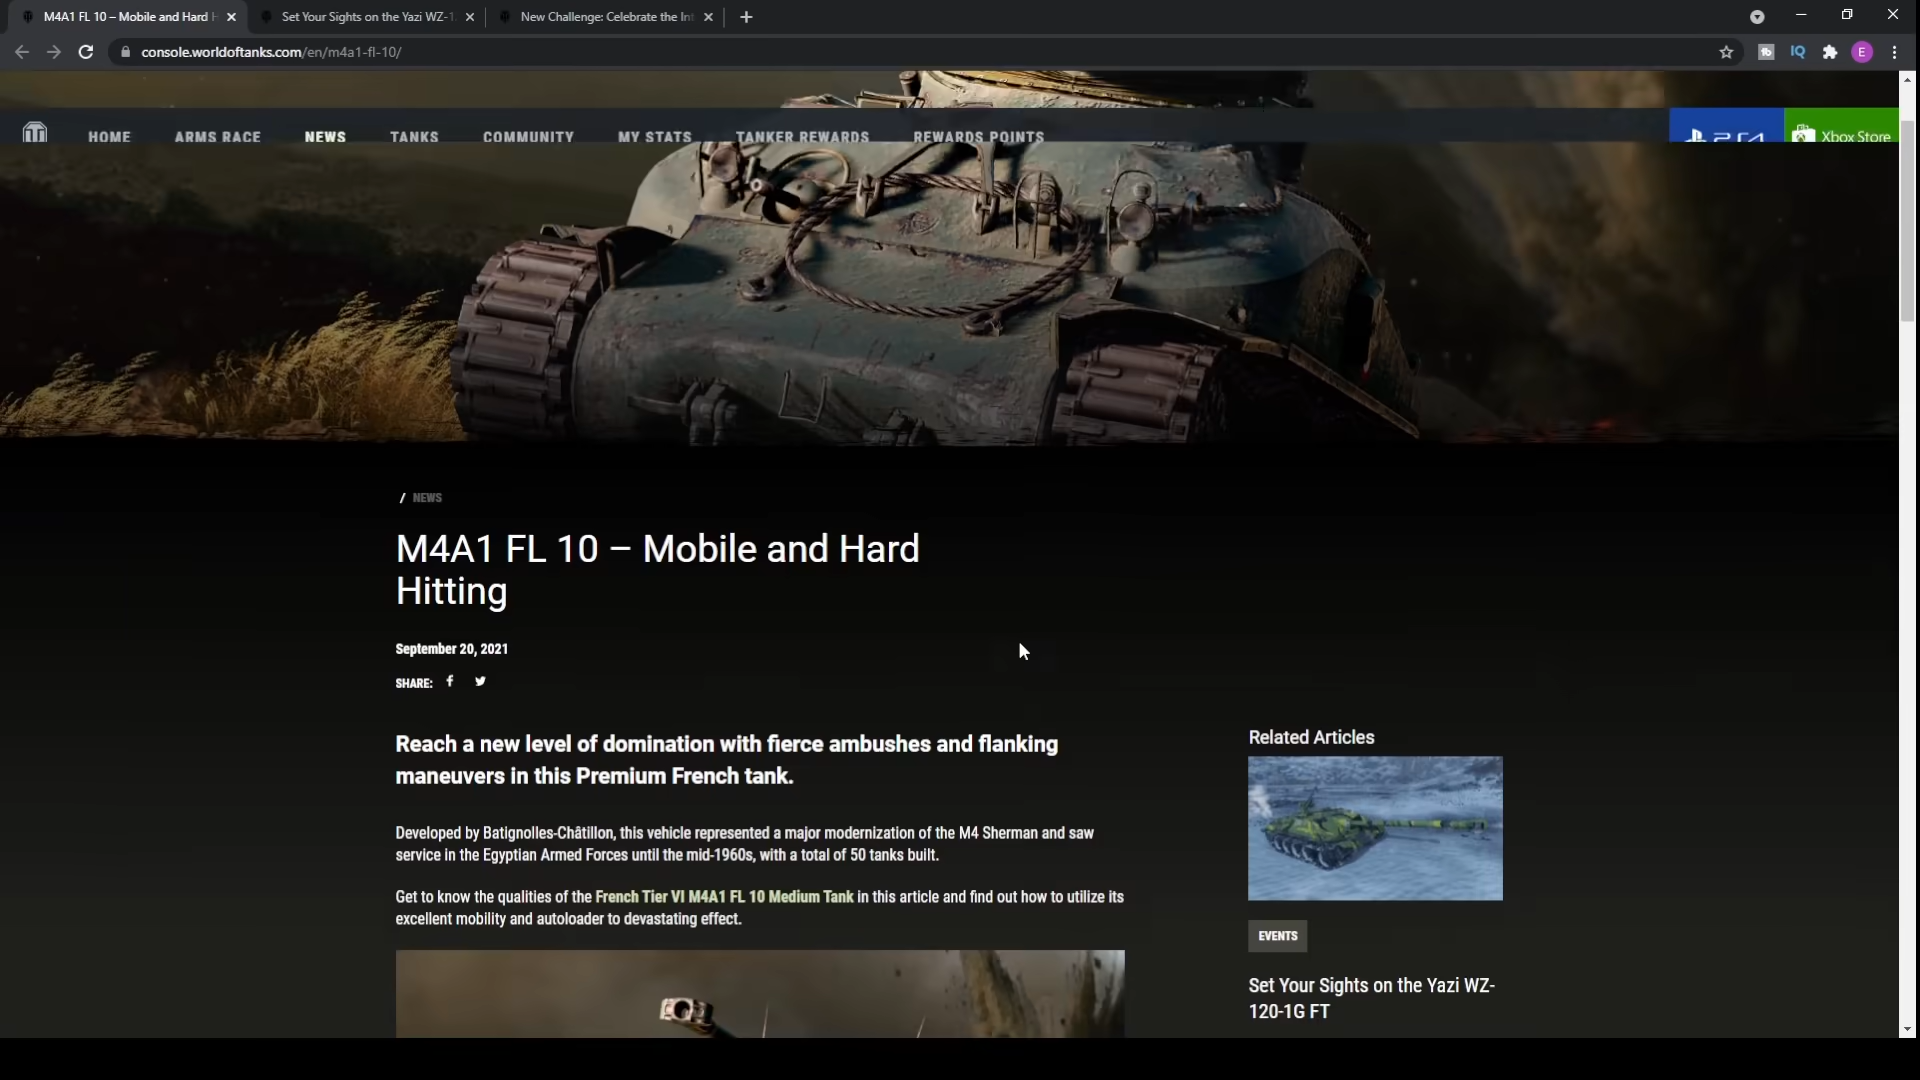 M4A1 FL 10 – Mobile and Hard H
Set Your Sights on the Yazi WZ-1
New Challenge: Celebrate the Int
console.worldoftanks.com/en/m4a1-fl-10/
IQ
E
HOME
ARMS RACE
NEWS
TANKS
COMMUNITY
MY STATS
TANKER REWARDS
REWARDS POINTS
PS4
Xbox Store
/ NEWS
M4A1 FL 10 – Mobile and Hard
Hitting
September 20, 2021
SHARE:
Reach a new level of domination with fierce ambushes and flanking
maneuvers in this Premium French tank.
Developed by Batignolles-Châtillon, this vehicle represented a major modernization of the M4 Sherman and saw
service in the Egyptian Armed Forces until the mid-1960s, with a total of 50 tanks built.
Get to know the qualities of the French Tier VI M4A1 FL 10 Medium Tank in this article and find out how to utilize its
excellent mobility and autoloader to devastating effect.
Related Articles
EVENTS
Set Your Sights on the Yazi WZ-
120-1G FT